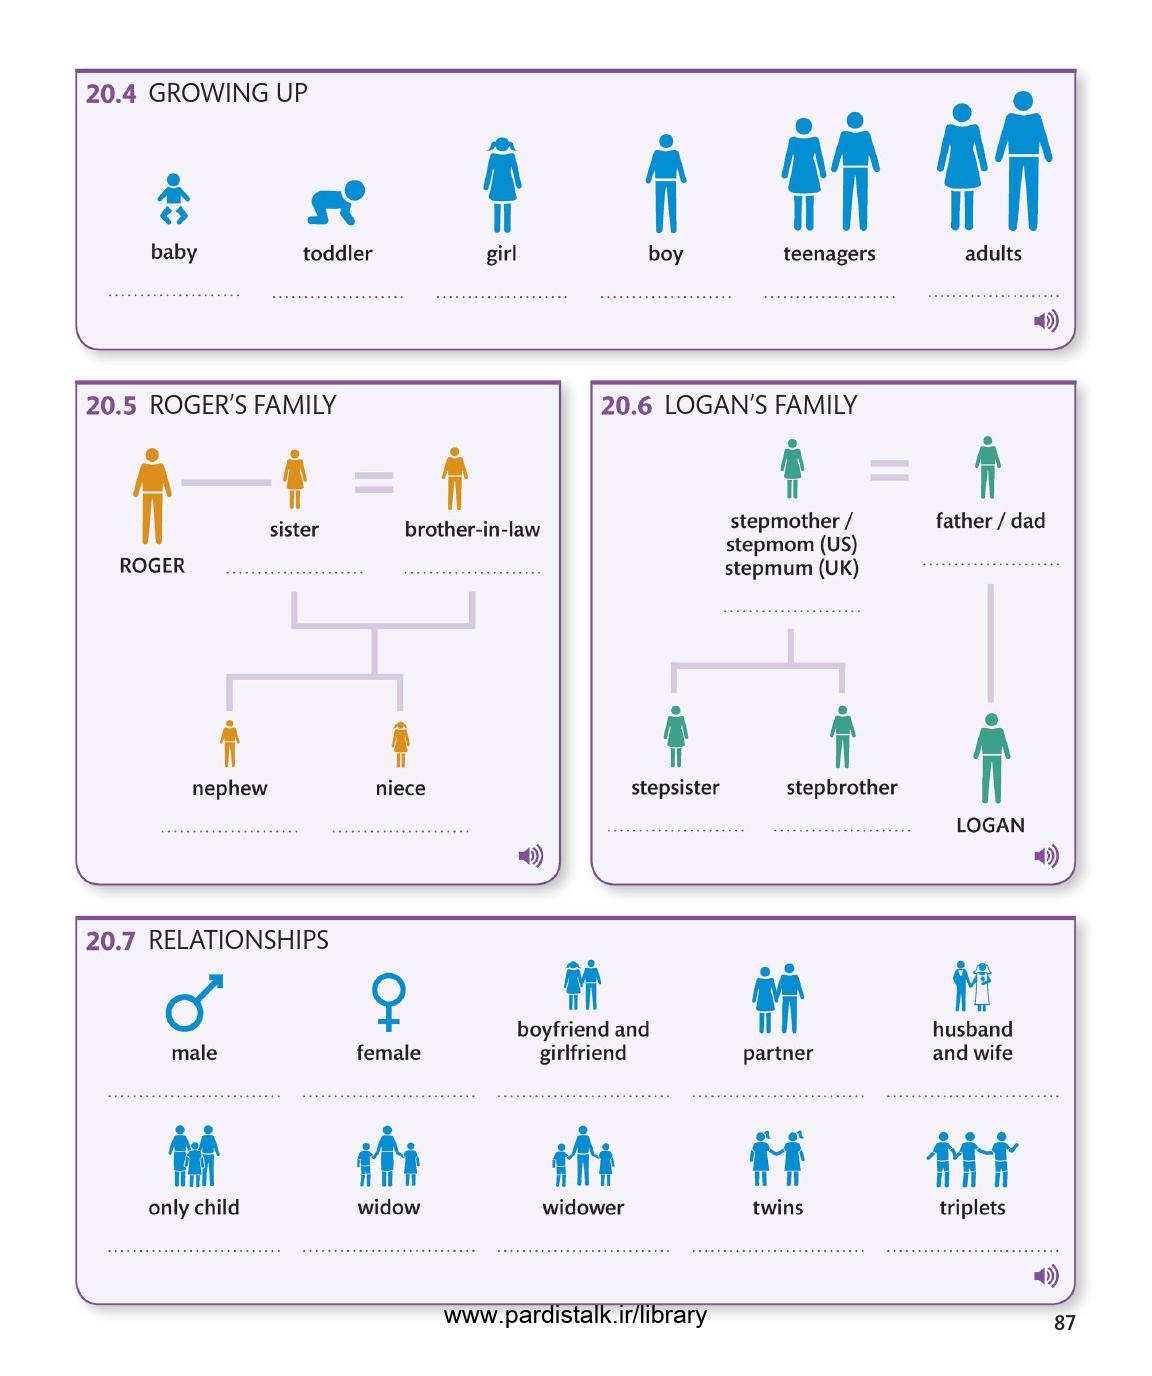 20.4 GROWING UP
baby
toddler
girl
boy
teenagers
adults
20.5 ROGER'S FAMILY
ROGER
sister
brother-in-law
nephew
niece
20.6 LOGAN'S FAMILY
stepmother /
stepmom (US)
stepmum (UK)
father / dad
stepsister
stepbrother
LOGAN
20.7 RELATIONSHIPS
male
female
boyfriend and
girlfriend
partner
husband
and wife
only child
widow
widower
twins
triplets
www.pardistalk.ir/library
87